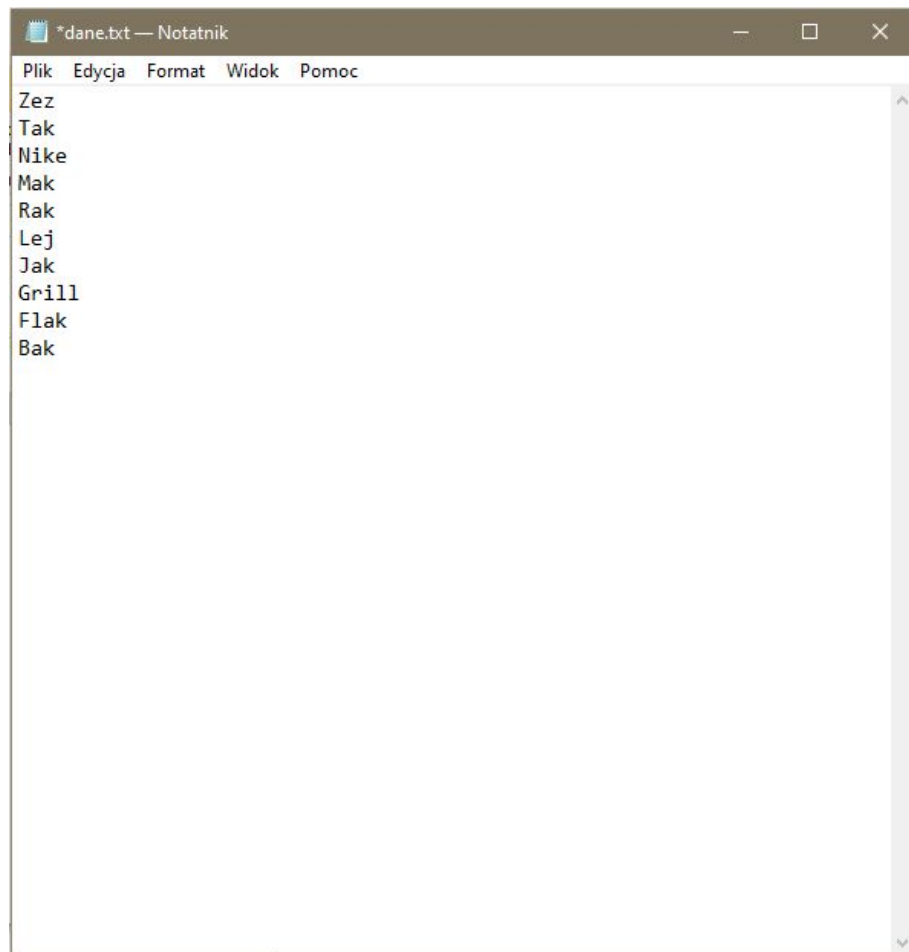 *dane.txt — Notatnik
Plik Edycja Format Widok Pomoc
Zez
Tak
Nike
Mak
Rak
Lej
Jak
Grill
Flak
Bak